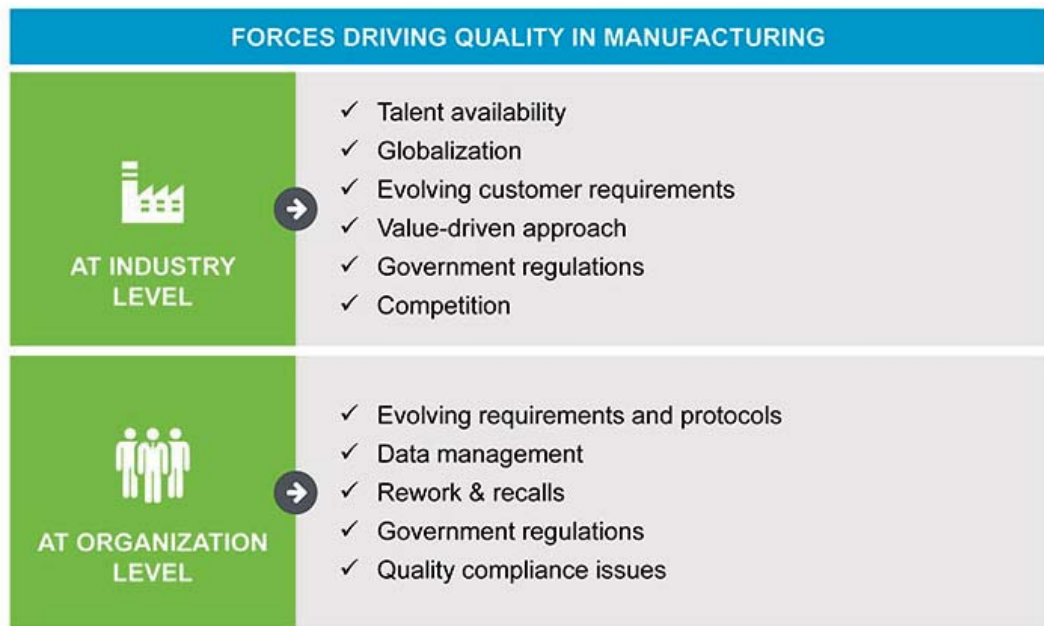 FORCES DRIVING QUALITY IN MANUFACTURING
AT INDUSTRY
LEVEL
✓ Talent availability
✓ Globalization
✓ Evolving customer requirements
✓ Value-driven approach
✓ Government regulations
✓ Competition
AT ORGANIZATION
LEVEL
✓ Evolving requirements and protocols
✓ Data management
✓ Rework & recalls
✓ Government regulations
✓ Quality compliance issues